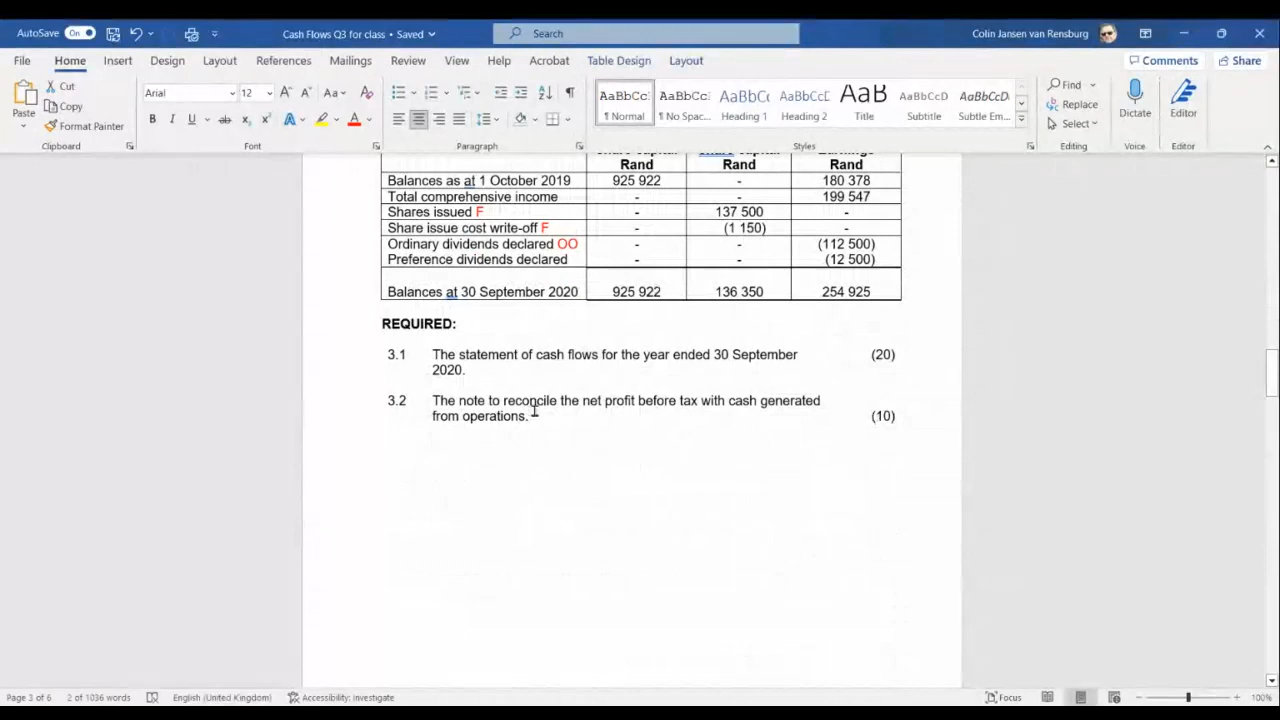 AutoSave On Cash Flows Q3 for class • Saved Search Colin Jansen van Rensburg
File Home Insert Design Layout References Mailings Review View Help Acrobat Table Design Layout Comments Share
Paste Cut Copy Format Painter
Arial 12 Aa
B I U ab x₂ x² A A
AaBbCc AaBbCc AaBbCc AaBbCcD AaB AaBbCcD AaBbCcD
¶ Normal ¶ No Spac... Heading 1 Heading 2 Title Subtitle Subtle Em...
Find Replace Select Dictate Editor
Clipboard Font Paragraph Styles Editing Voice Editor
Rand Rand Rand
Balances as at 1 October 2019 925 922 - 180 378
Total comprehensive income - - 199 547
Shares issued F - 137 500 -
Share issue cost write-off F - (1 150) -
Ordinary dividends declared OO - - (112 500)
Preference dividends declared - - (12 500)
Balances at 30 September 2020 925 922 136 350 254 925
REQUIRED:
3.1 The statement of cash flows for the year ended 30 September (20)
2020.
3.2 The note to reconcile the net profit before tax with cash generated
from operations. (10)
Page 3 of 6 2 of 1036 words English (United Kingdom) Accessibility: Investigate Focus 100%